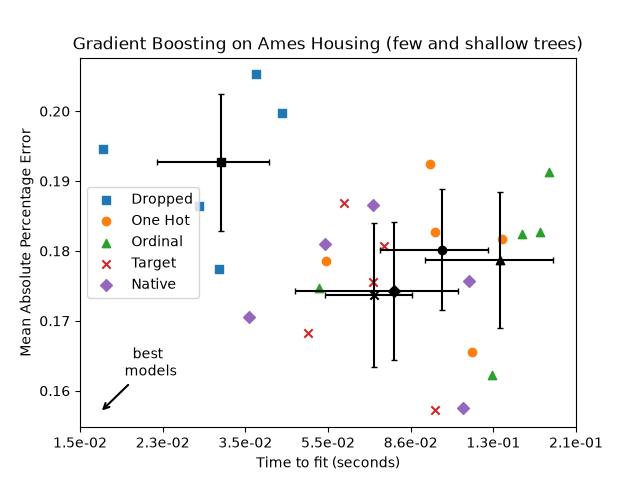 Gradient Boosting on Ames Housing (few and shallow trees)
Mean Absolute Percentage Error
0.20
0.19
0.18
0.17
0.16
Dropped
One Hot
Ordinal
Target
Native
best
models
1.5e-02 2.3e-02 3.5e-02 5.5e-02 8.6e-02 1.3e-01 2.1e-01
Time to fit (seconds)